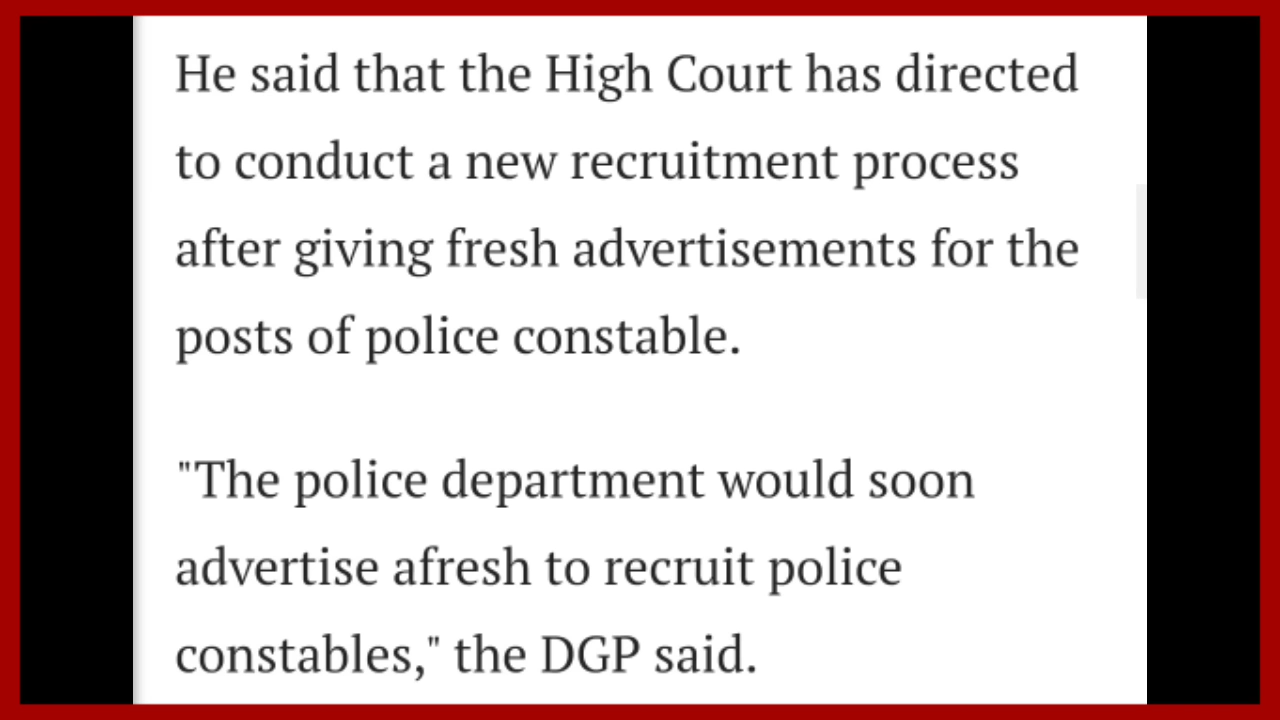 He said that the High Court has directed
to conduct a new recruitment process
after giving fresh advertisements for the
posts of police constable.
"The police department would soon
advertise afresh to recruit police
constables," the DGP said.